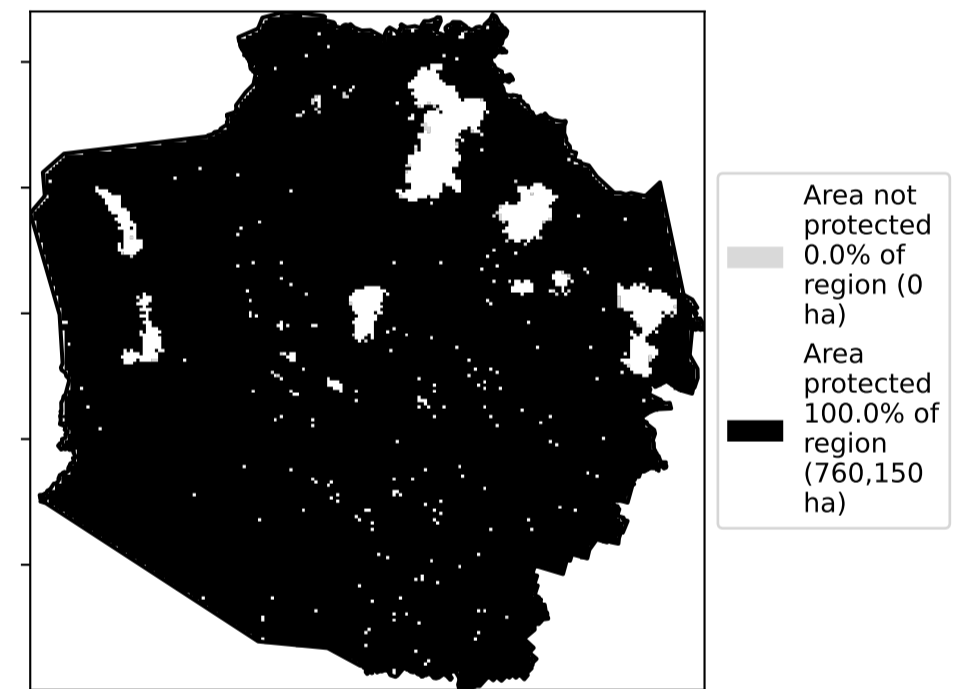 Area not
protected
0.0% of
region (0
ha)
Area
protected
100.0% of
region
(760,150
ha)